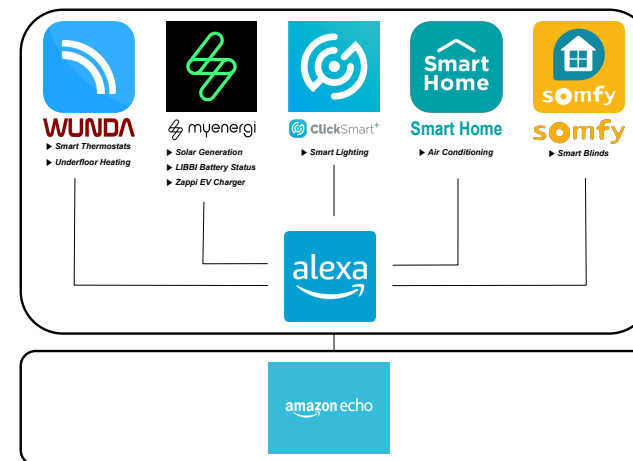 WUNDA
Smart Thermostats
Underfloor Heating
myenergi
Solar Generation
LIBBI Battery Status
Zappi EV Charger
ClickSmart+
Smart Lighting
Smart
Home
Smart Home
Air Conditioning
somfy
somfy
Smart Blinds
alexa
amazon echo